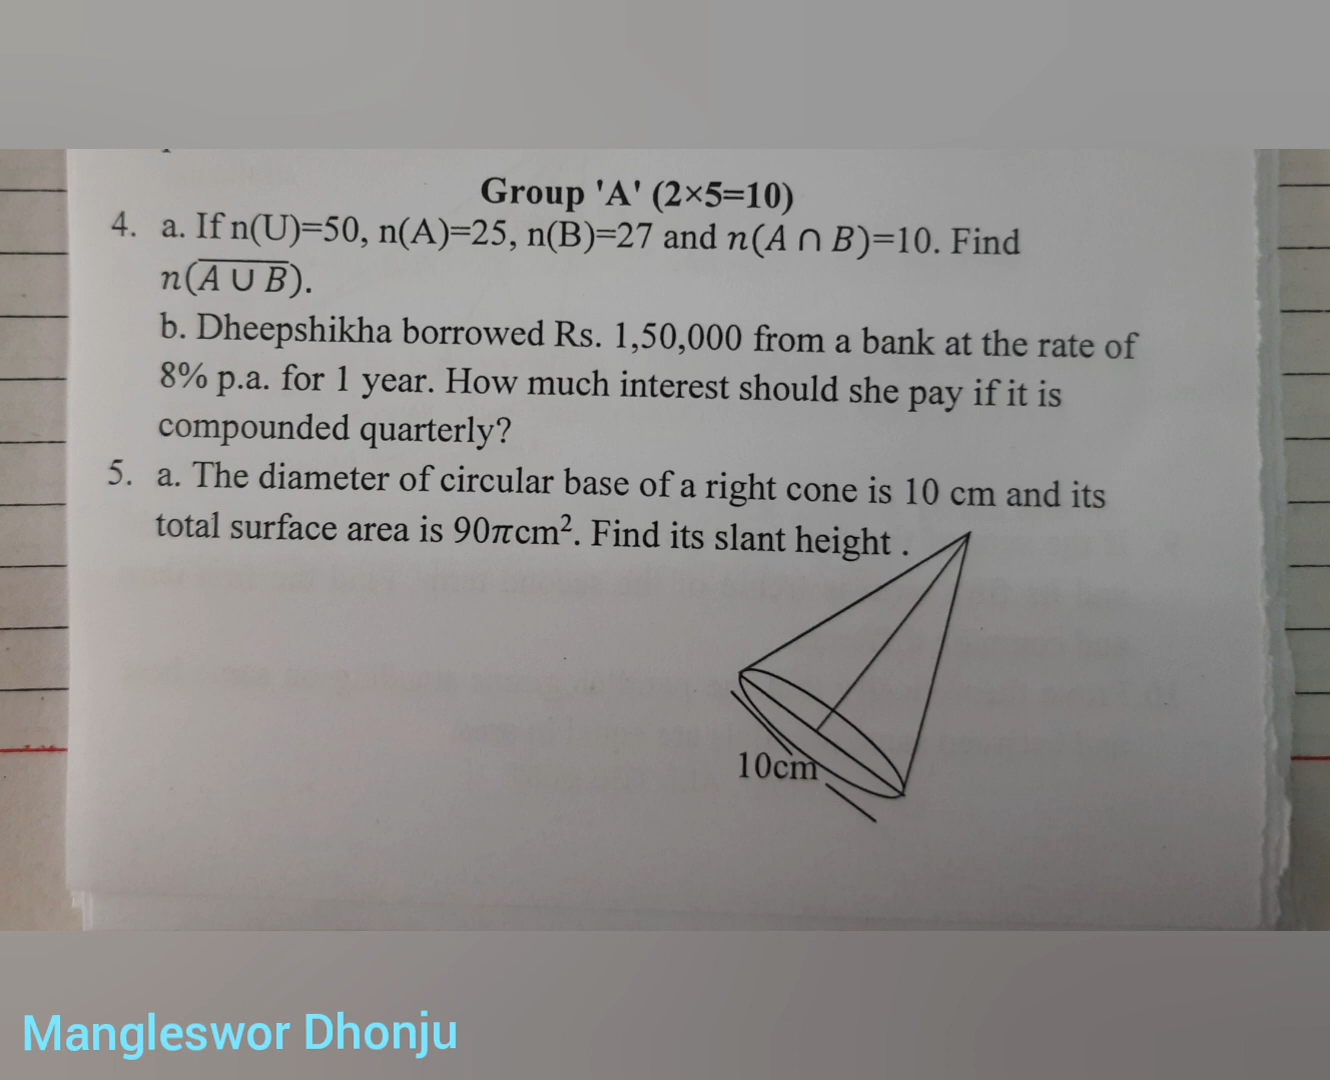 Group 'A' (2×5=10)
4. a. If n(U)=50, n(A)=25, n(B)=27 and n(A ∩ B)=10. Find
n(A̅ ̅∪̅ ̅B̅).
b. Dheepshikha borrowed Rs. 1,50,000 from a bank at the rate of
8% p.a. for 1 year. How much interest should she pay if it is
compounded quarterly?
5. a. The diameter of circular base of a right cone is 10 cm and its
total surface area is 90πcm². Find its slant height .
10cm
Mangleswor Dhonju